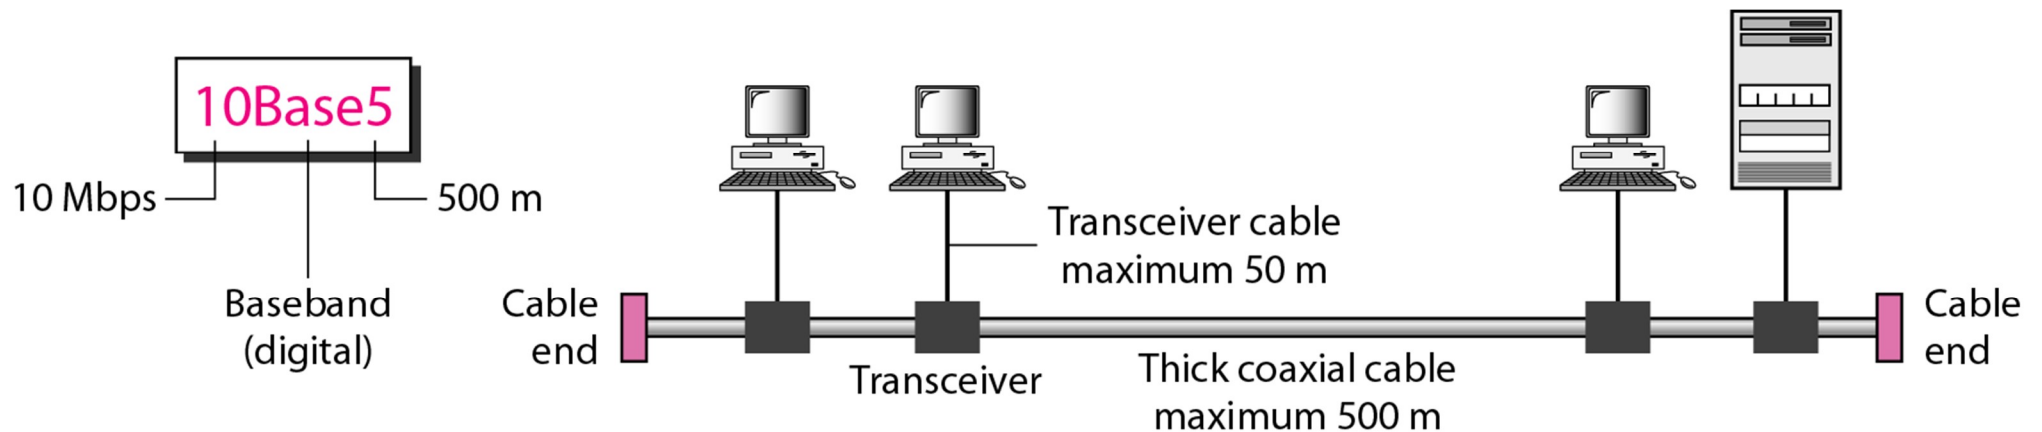 10Base5
10 Mbps
500 m
Baseband
(digital)
Transceiver cable
maximum 50 m
Cable
end
Transceiver
Thick coaxial cable
maximum 500 m
Cable
end